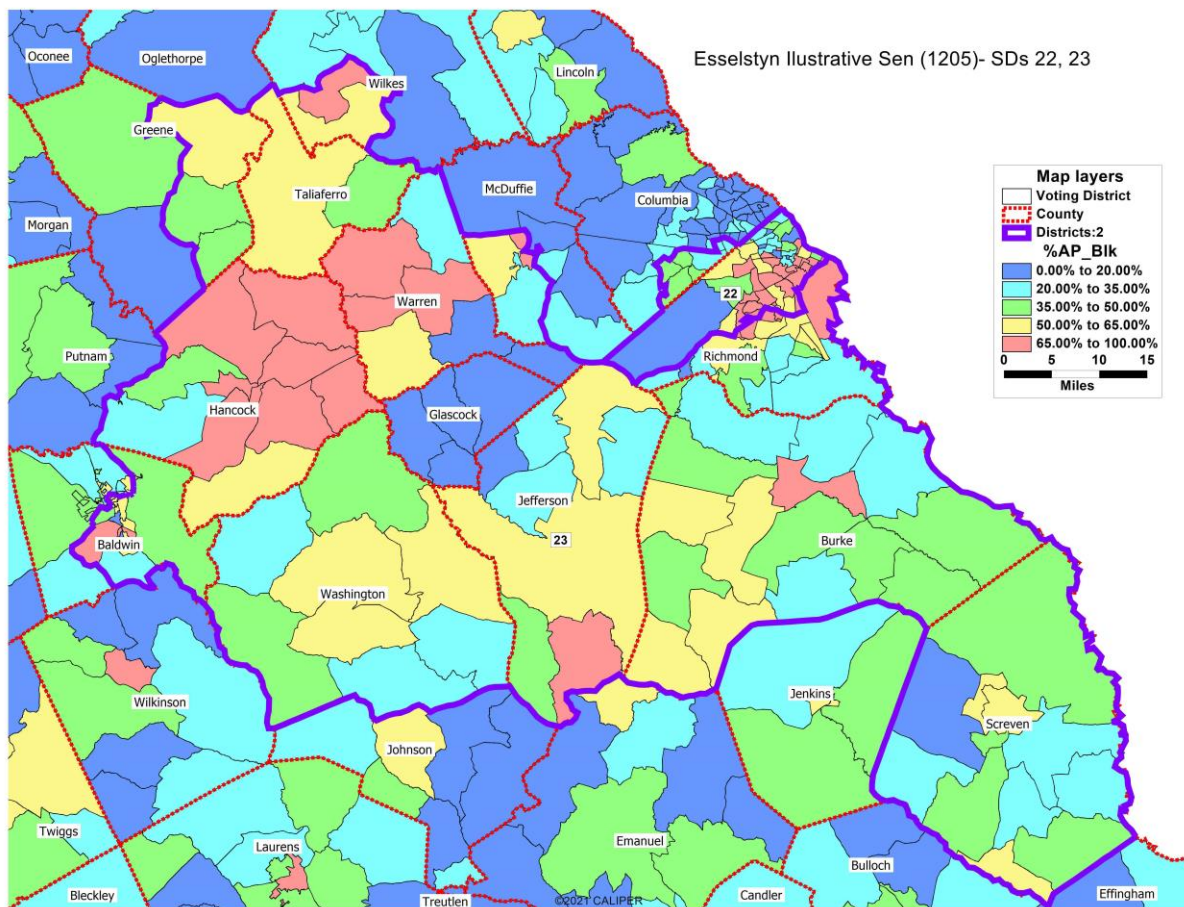 Esselstyn Ilustrative Sen (1205)- SDs 22, 23
Oconee
Oglethorpe
Wilkes
Lincoln
Greene
Taliaferro
McDuffie
Columbia
Morgan
Warren
22
Richmond
Putnam
Hancock
Glascock
Jefferson
23
Baldwin
Burke
Washington
Wilkinson
Jenkins
Screven
Johnson
Twiggs
Laurens
Emanuel
Bulloch
Bleckley
Treutlen
Candler
Effingham
©2021 CALIPER
Map layers
Voting District
County
Districts:2
%AP_Blk
0.00% to 20.00%
20.00% to 35.00%
35.00% to 50.00%
50.00% to 65.00%
65.00% to 100.00%
0 5 10 15
Miles